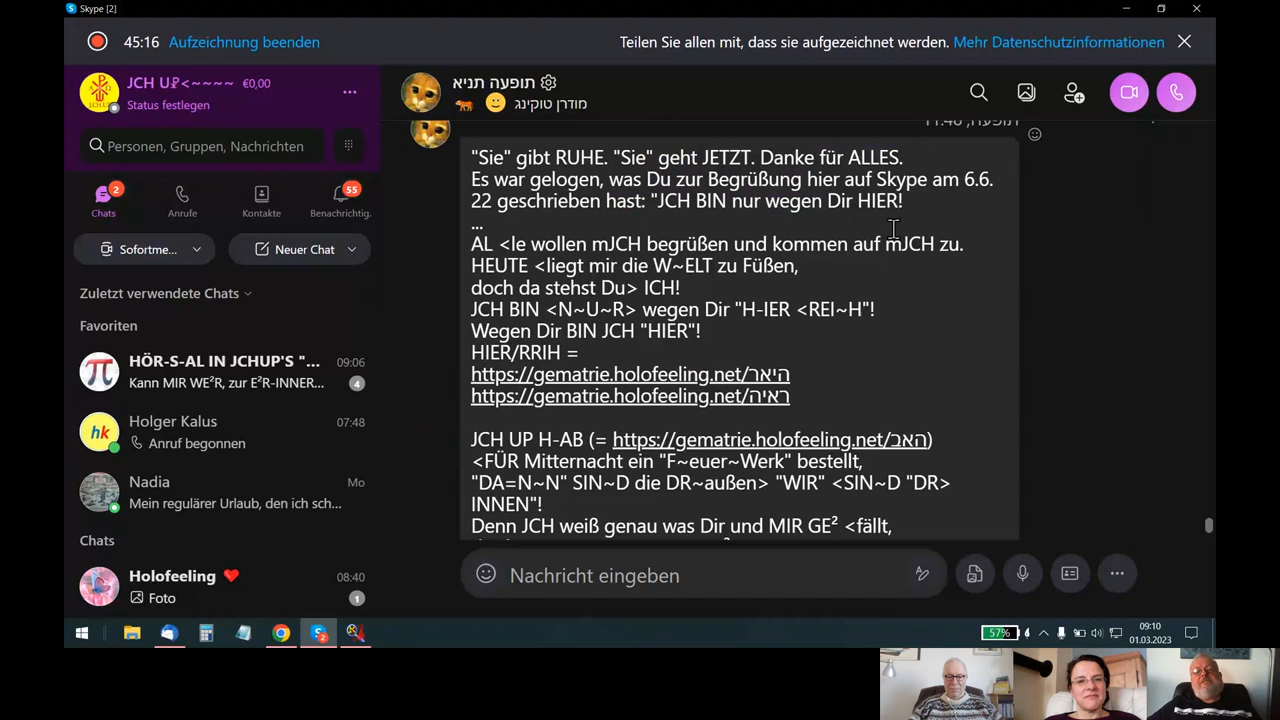 Skype [2]
45:16 Aufzeichnung beenden
Teilen Sie allen mit, dass sie aufgezeichnet werden. Mehr Datenschutzinformationen
JCH U₽<~~~~ €0,00
Status festlegen
Personen, Gruppen, Nachrichten
2
55
Chats
Anrufe
Kontakte
Benachrichtig.
Sofortme...
Neuer Chat
Zuletzt verwendete Chats
Favoriten
HÖR-S-AL IN JCHUP'S "... 09:06
Kann MIR WE²R, zur E²R-INNER... 4
Holger Kalus 07:48
Anruf begonnen
hk
Nadia Mo
Mein regulärer Urlaub, den ich sch...
Chats
Holofeeling ❤ 08:40
Foto 1
תופעה תניא
🐅 🙂 מודרן טוקינג
"Sie" gibt RUHE. "Sie" geht JETZT. Danke für ALLES.
Es war gelogen, was Du zur Begrüßung hier auf Skype am 6.6.
22 geschrieben hast: "JCH BIN nur wegen Dir HIER!
...
AL <le wollen mJCH begrüßen und kommen auf mJCH zu.
HEUTE <liegt mir die W~ELT zu Füßen,
doch da stehst Du> ICH!
JCH BIN <N~U~R> wegen Dir "H-IER <REI~H"!
Wegen Dir BIN JCH "HIER"!
HIER/RRIH =
https://gematrie.holofeeling.net/היאר
https://gematrie.holofeeling.net/ראיה
JCH UP H-AB (= https://gematrie.holofeeling.net/האב)
<FÜR Mitternacht ein "F~euer~Werk" bestellt,
"DA=N~N" SIN~D die DR~außen> "WIR" <SIN~D "DR>
INNEN"!
Denn JCH weiß genau was Dir und MIR GE² <fällt,
Nachricht eingeben
57%
09:10
01.03.2023